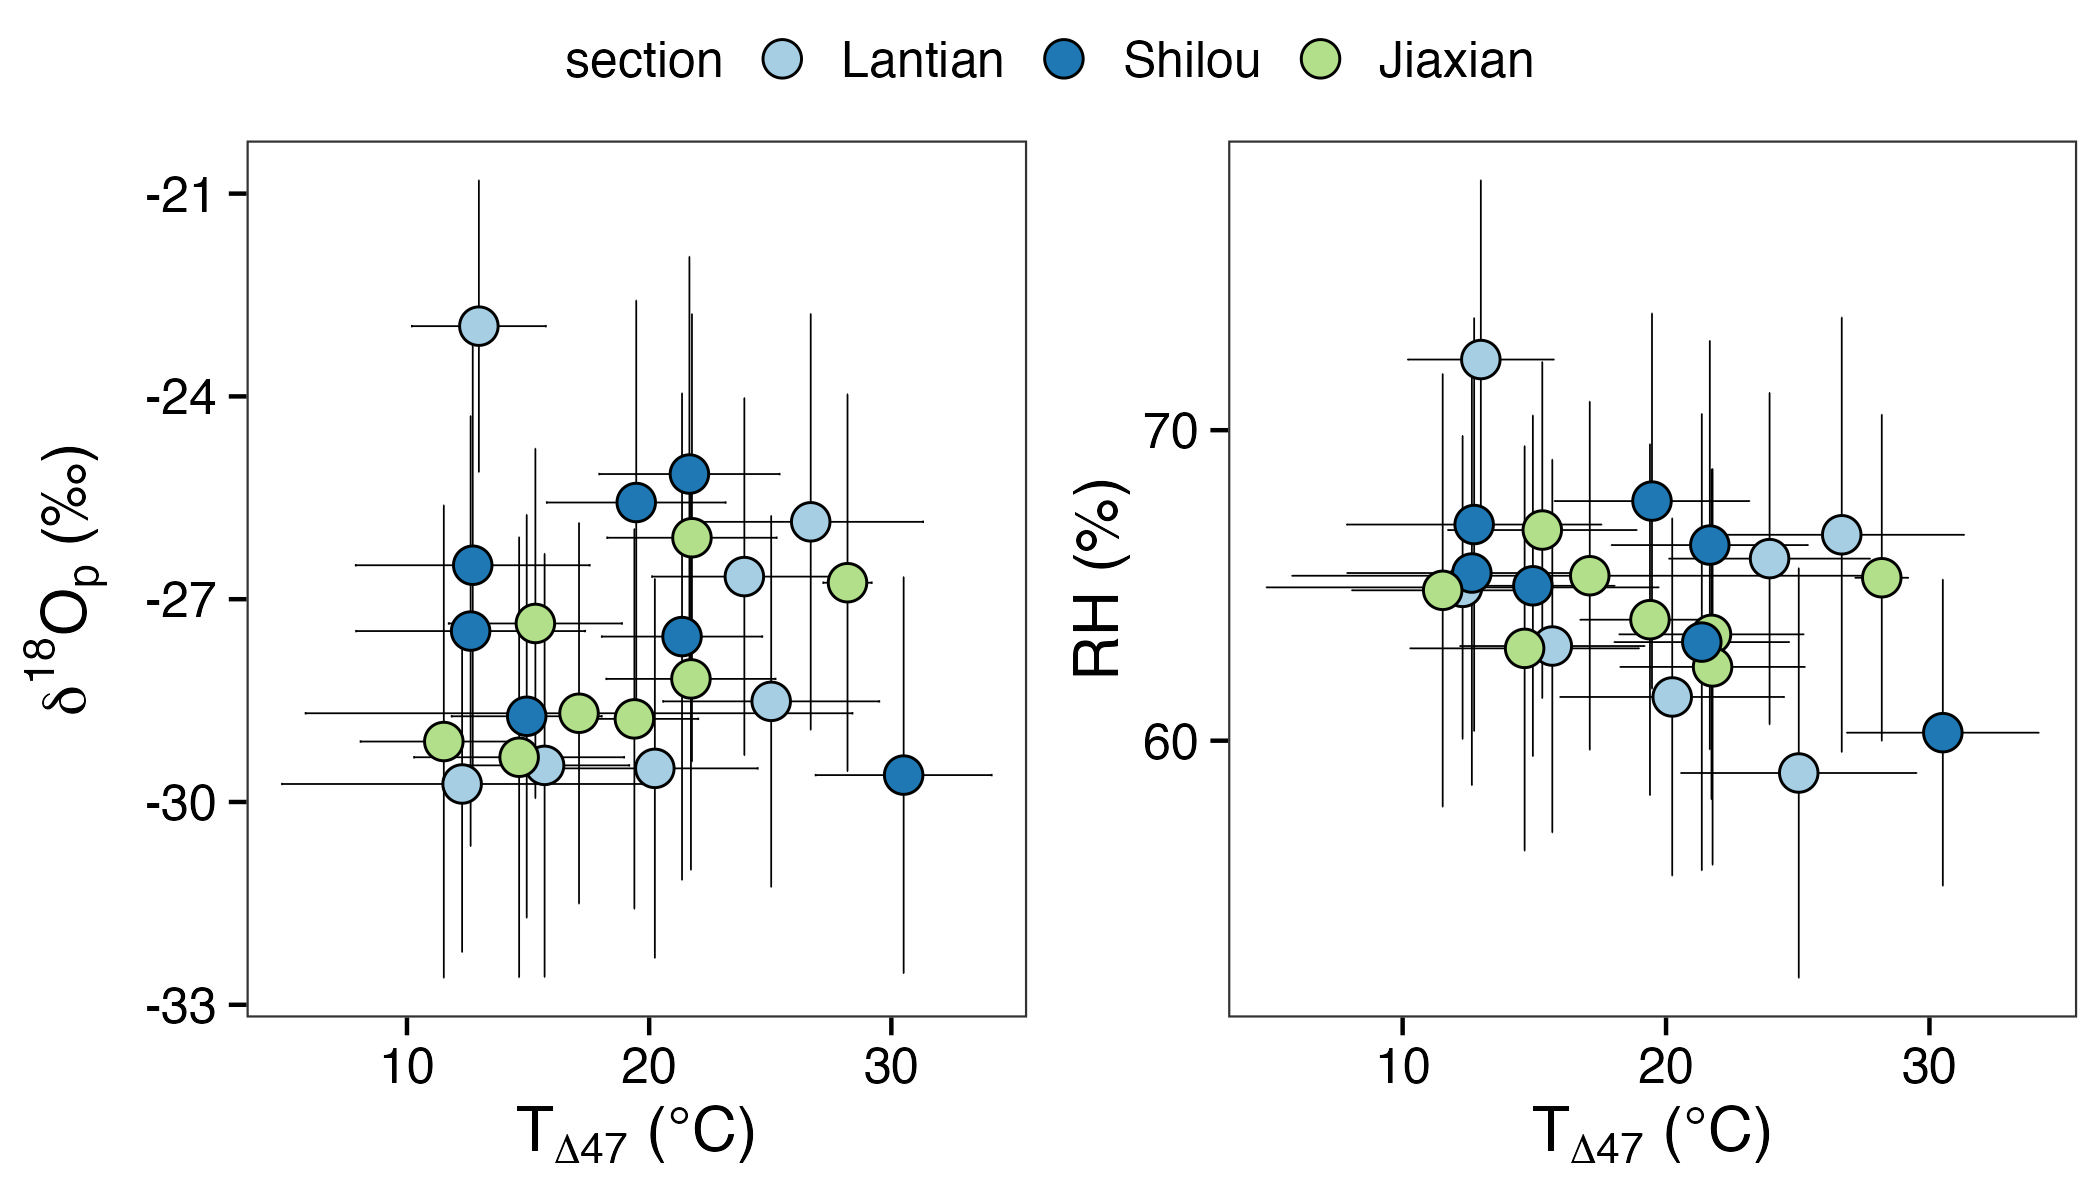 section Lantian Shilou Jiaxian
δ18Op (‰)
-21
-24
-27
-30
-33
10 20 30
TΔ47 (°C)
RH (%)
70
60
10 20 30
TΔ47 (°C)